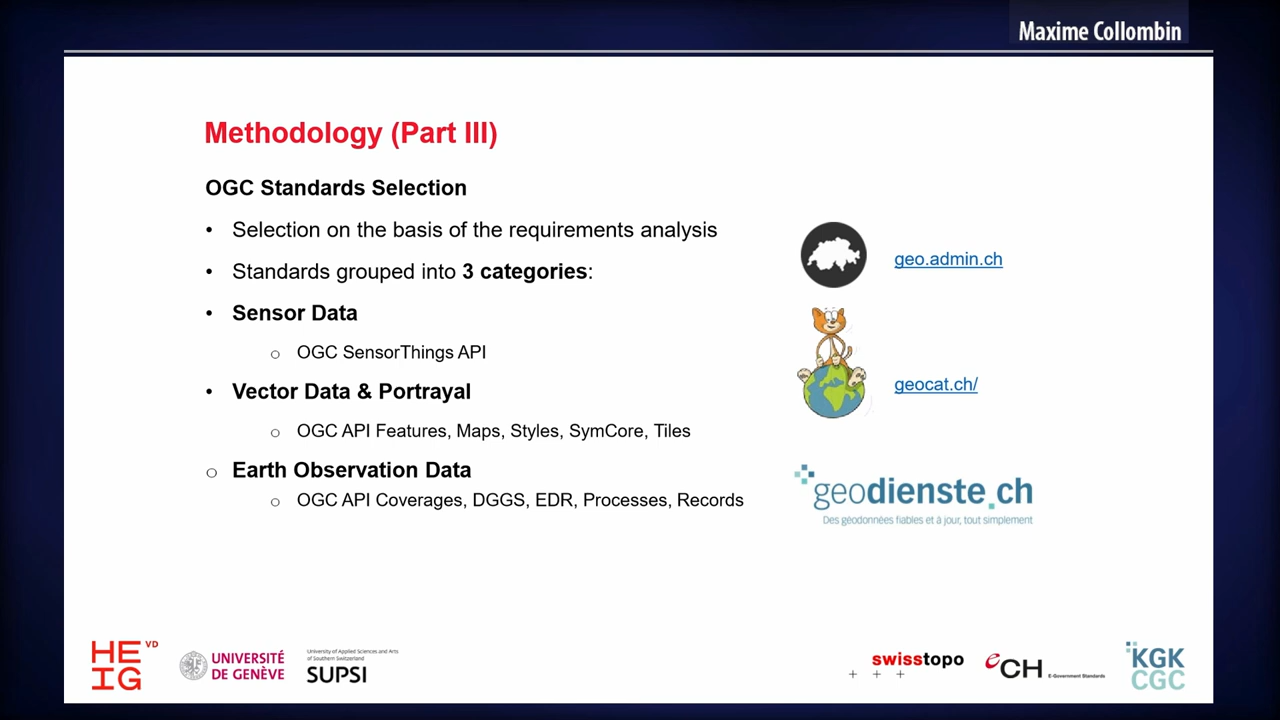 Maxime Collombin
Methodology (Part III)
OGC Standards Selection
• Selection on the basis of the requirements analysis
• Standards grouped into 3 categories:
• Sensor Data
o OGC SensorThings API
• Vector Data & Portrayal
o OGC API Features, Maps, Styles, SymCore, Tiles
o Earth Observation Data
o OGC API Coverages, DGGS, EDR, Processes, Records
geo.admin.ch
geocat.ch/
geodienste.ch
Des géodonnées fiables et à jour, tout simplement
HE
IG
VD
UNIVERSITÉ
DE GENÈVE
University of Applied Sciences and Arts
of Southern Switzerland
SUPSI
swisstopo
eCH E-Government Standards
KGK
CGC